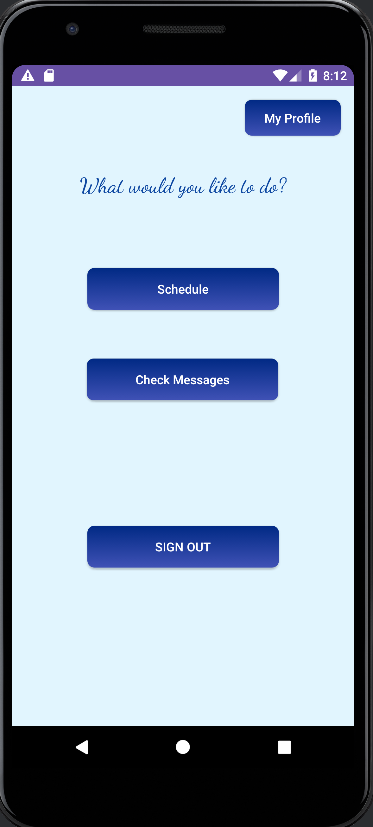 8:12
My Profile
What would you like to do?
Schedule
Check Messages
SIGN OUT